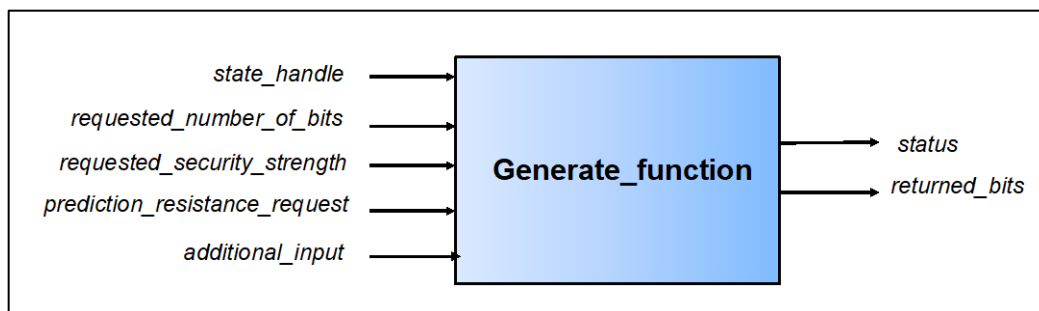 state_handle
requested_number_of_bits
requested_security_strength
prediction_resistance_request
additional_input
Generate_function
status
returned_bits